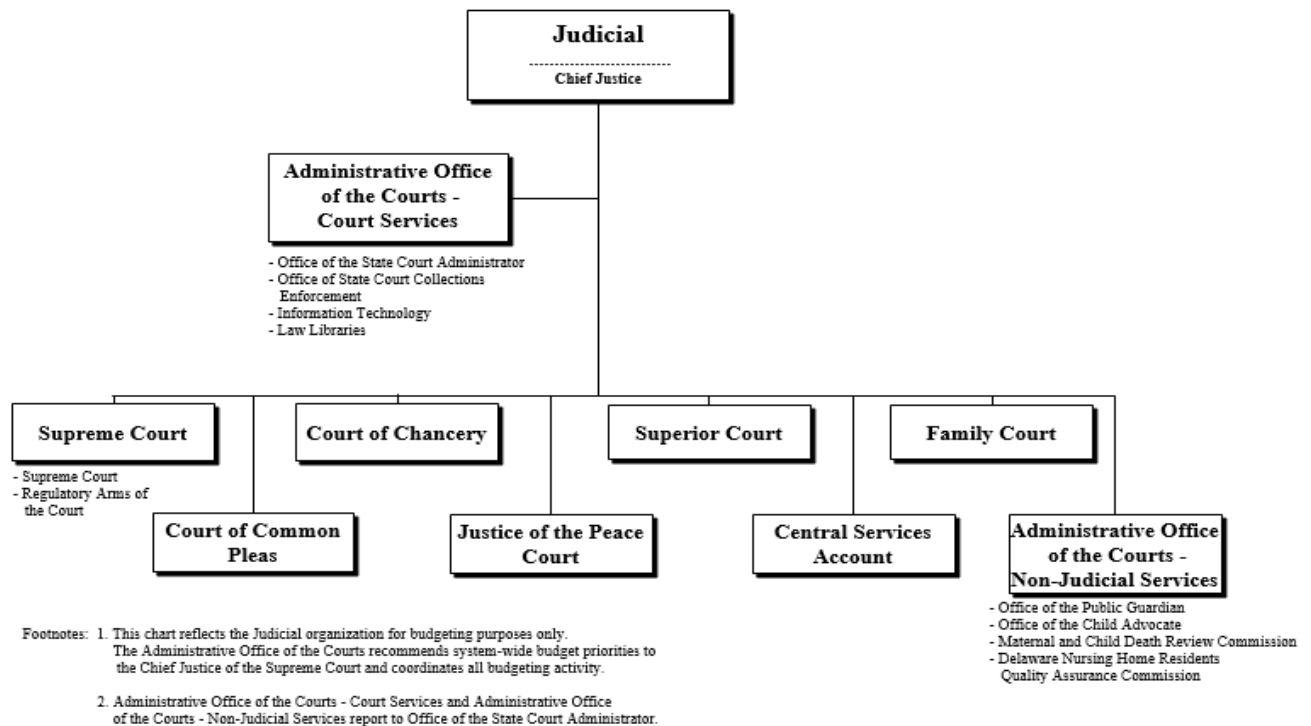 Judicial
Chief Justice
Administrative Office
of the Courts -
Court Services
- Office of the State Court Administrator
- Office of State Court Collections
Enforcement
- Information Technology
- Law Libraries
Supreme Court
- Supreme Court
- Regulatory Arms of
the Court
Court of Chancery
Superior Court
Family Court
Court of Common
Pleas
Justice of the Peace
Court
Central Services
Account
Administrative Office
of the Courts -
Non-Judicial Services
- Office of the Public Guardian
- Office of the Child Advocate
- Maternal and Child Death Review Commission
- Delaware Nursing Home Residents
Quality Assurance Commission
Footnotes: 1. This chart reflects the Judicial organization for budgeting purposes only.
The Administrative Office of the Courts recommends system-wide budget priorities to
the Chief Justice of the Supreme Court and coordinates all budgeting activity.
2. Administrative Office of the Courts - Court Services and Administrative Office
of the Courts - Non-Judicial Services report to Office of the State Court Administrator.